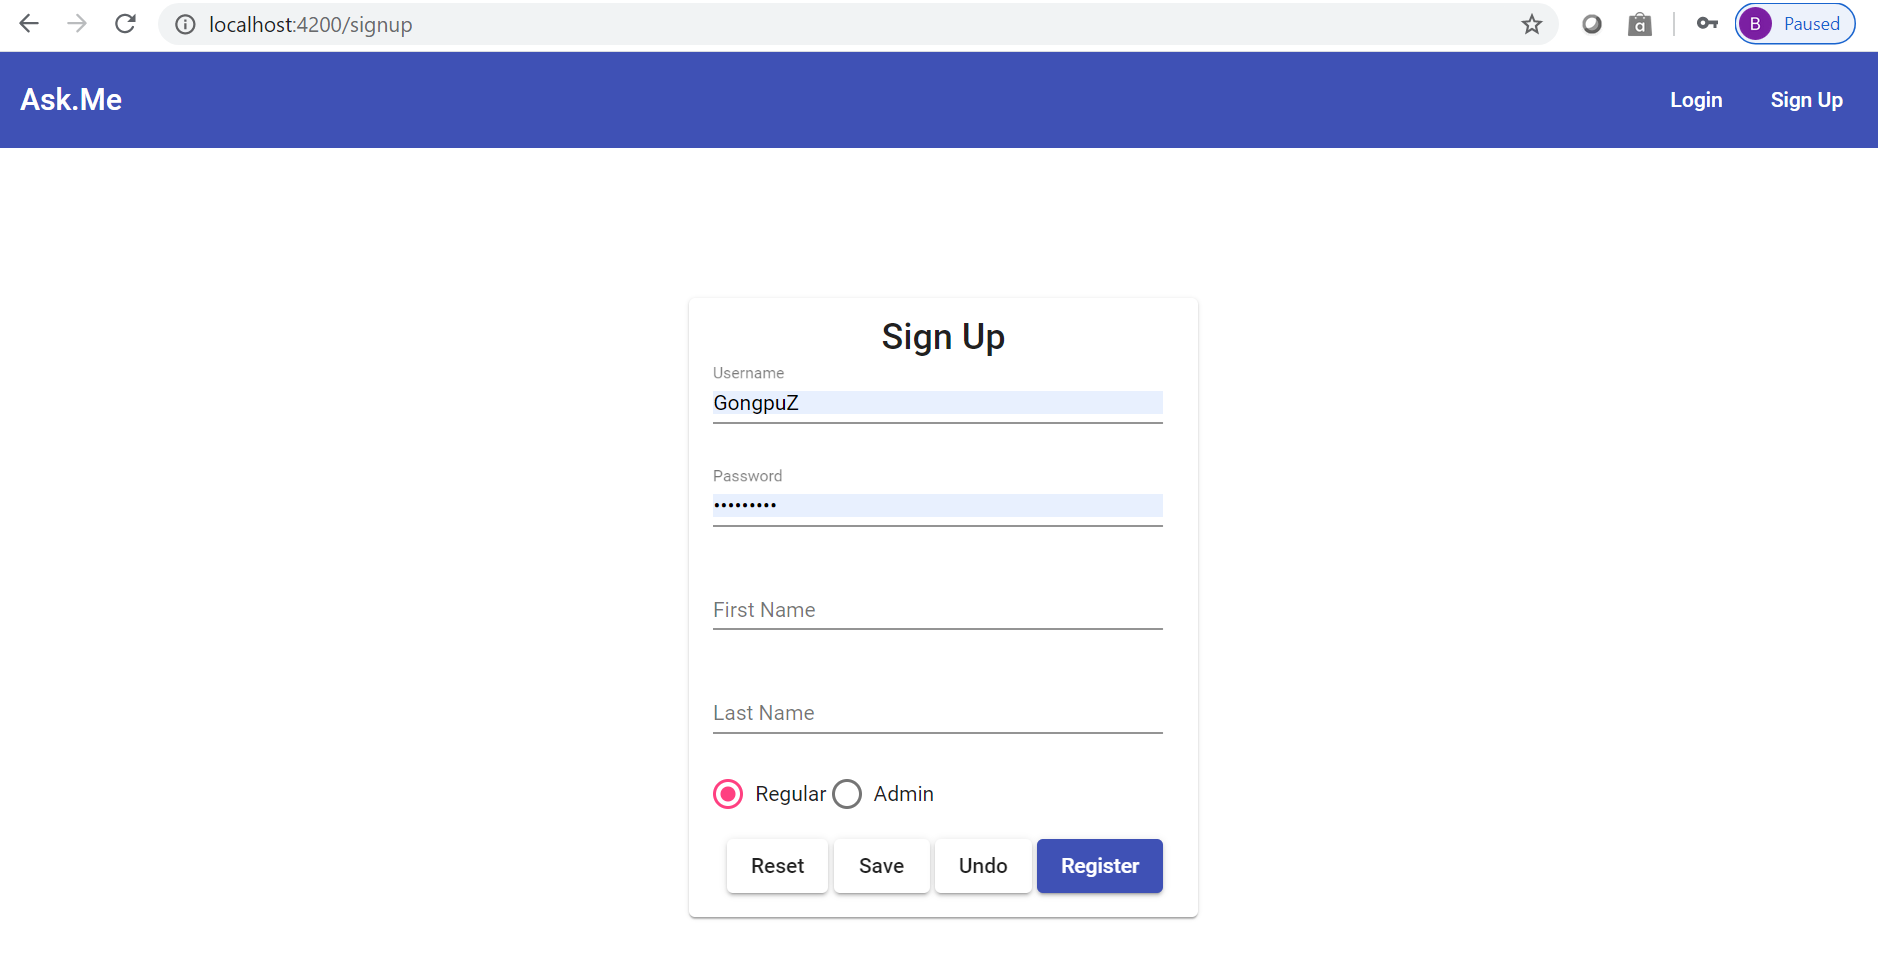 localhost:4200/signup
B Paused
Ask.Me
Login Sign Up
Sign Up
Username
GongpuZ
Password
•••••••••
First Name
Last Name
Regular Admin
Reset Save Undo Register